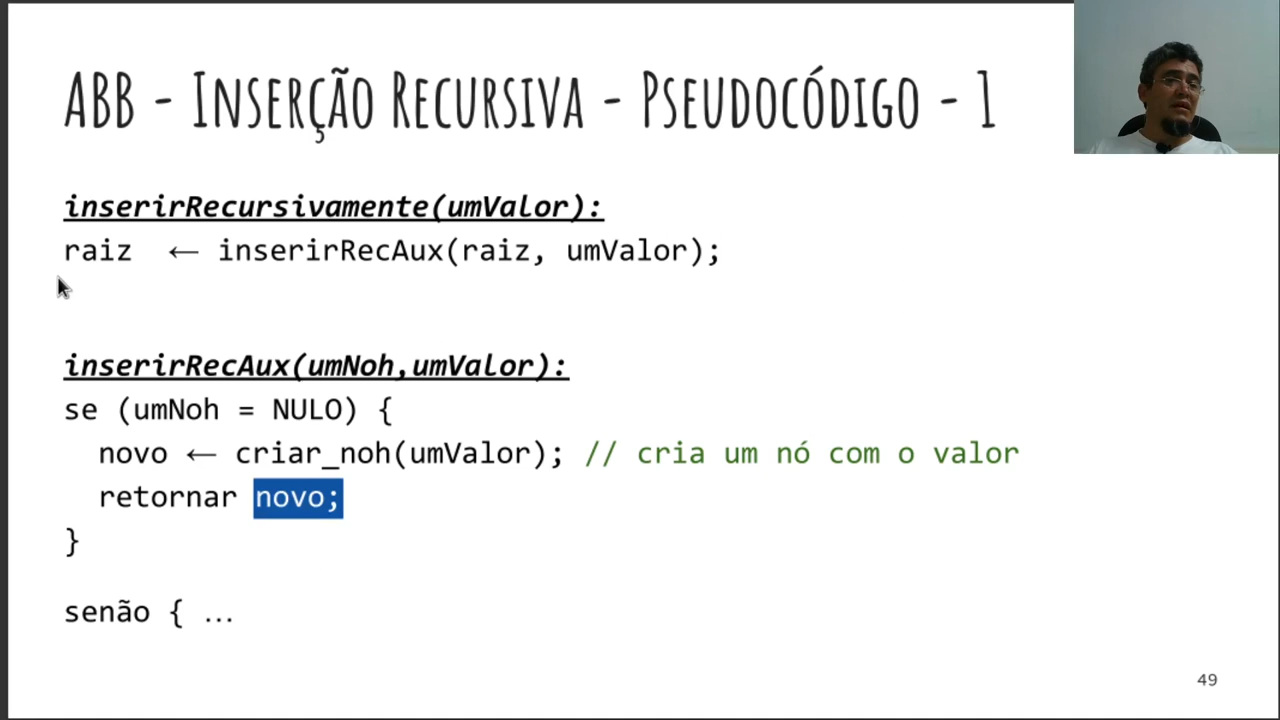 ABB - Inserção Recursiva - Pseudocódigo - 1
inserirRecursivamente(umValor):
raiz ← inserirRecAux(raiz, umValor);
inserirRecAux(umNoh,umValor):
se (umNoh = NULO) {
novo ← criar_noh(umValor); // cria um nó com o valor
retornar novo;
}
senão { ...
49